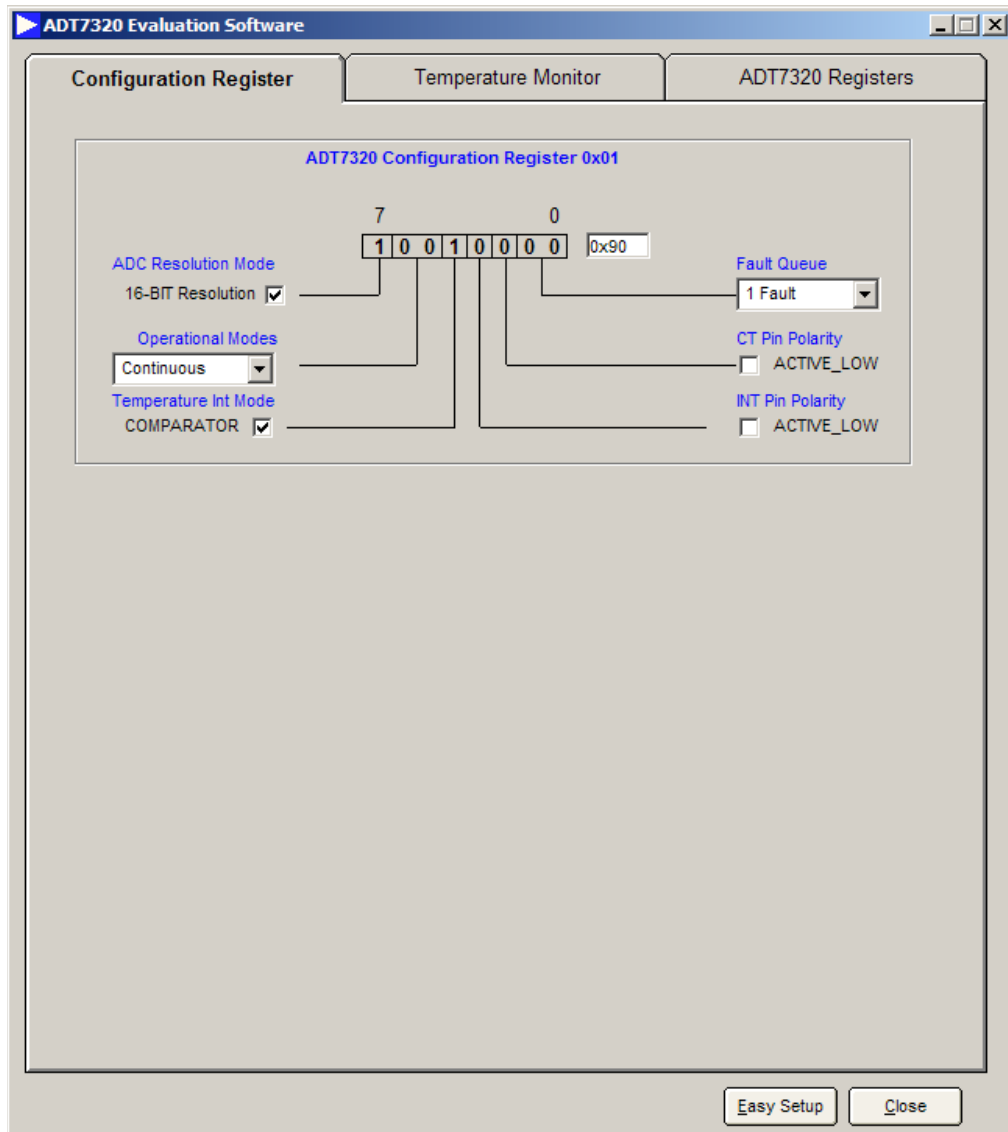 ADT7320 Evaluation Software
Configuration Register
Temperature Monitor
ADT7320 Registers
ADT7320 Configuration Register 0x01
7 0
1 0 0 1 0 0 0 0 0x90
ADC Resolution Mode
16-BIT Resolution
Operational Modes
Continuous
Temperature Int Mode
COMPARATOR
Fault Queue
1 Fault
CT Pin Polarity
ACTIVE_LOW
INT Pin Polarity
ACTIVE_LOW
Easy Setup
Close